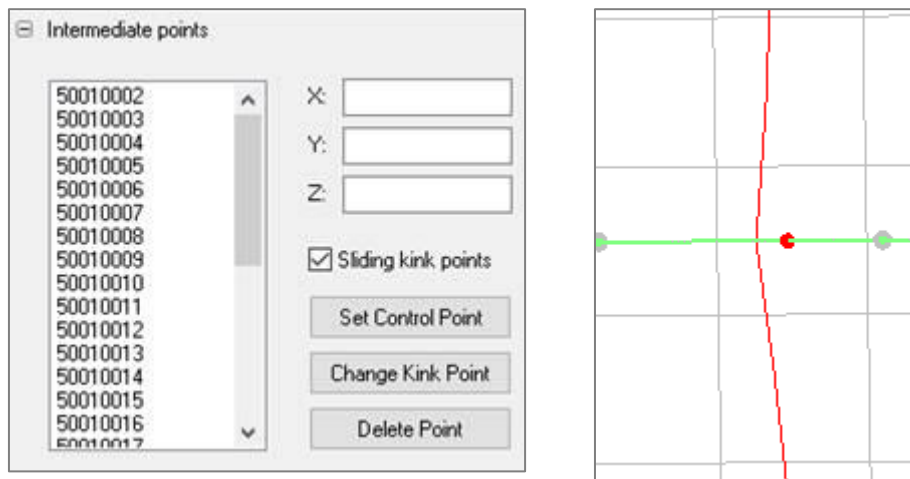 Intermediate points
50010002
50010003
50010004
50010005
50010006
50010007
50010008
50010009
50010010
50010011
50010012
50010013
50010014
50010015
50010016
50010017
X:
Y:
Z:
Sliding kink points
Set Control Point
Change Kink Point
Delete Point